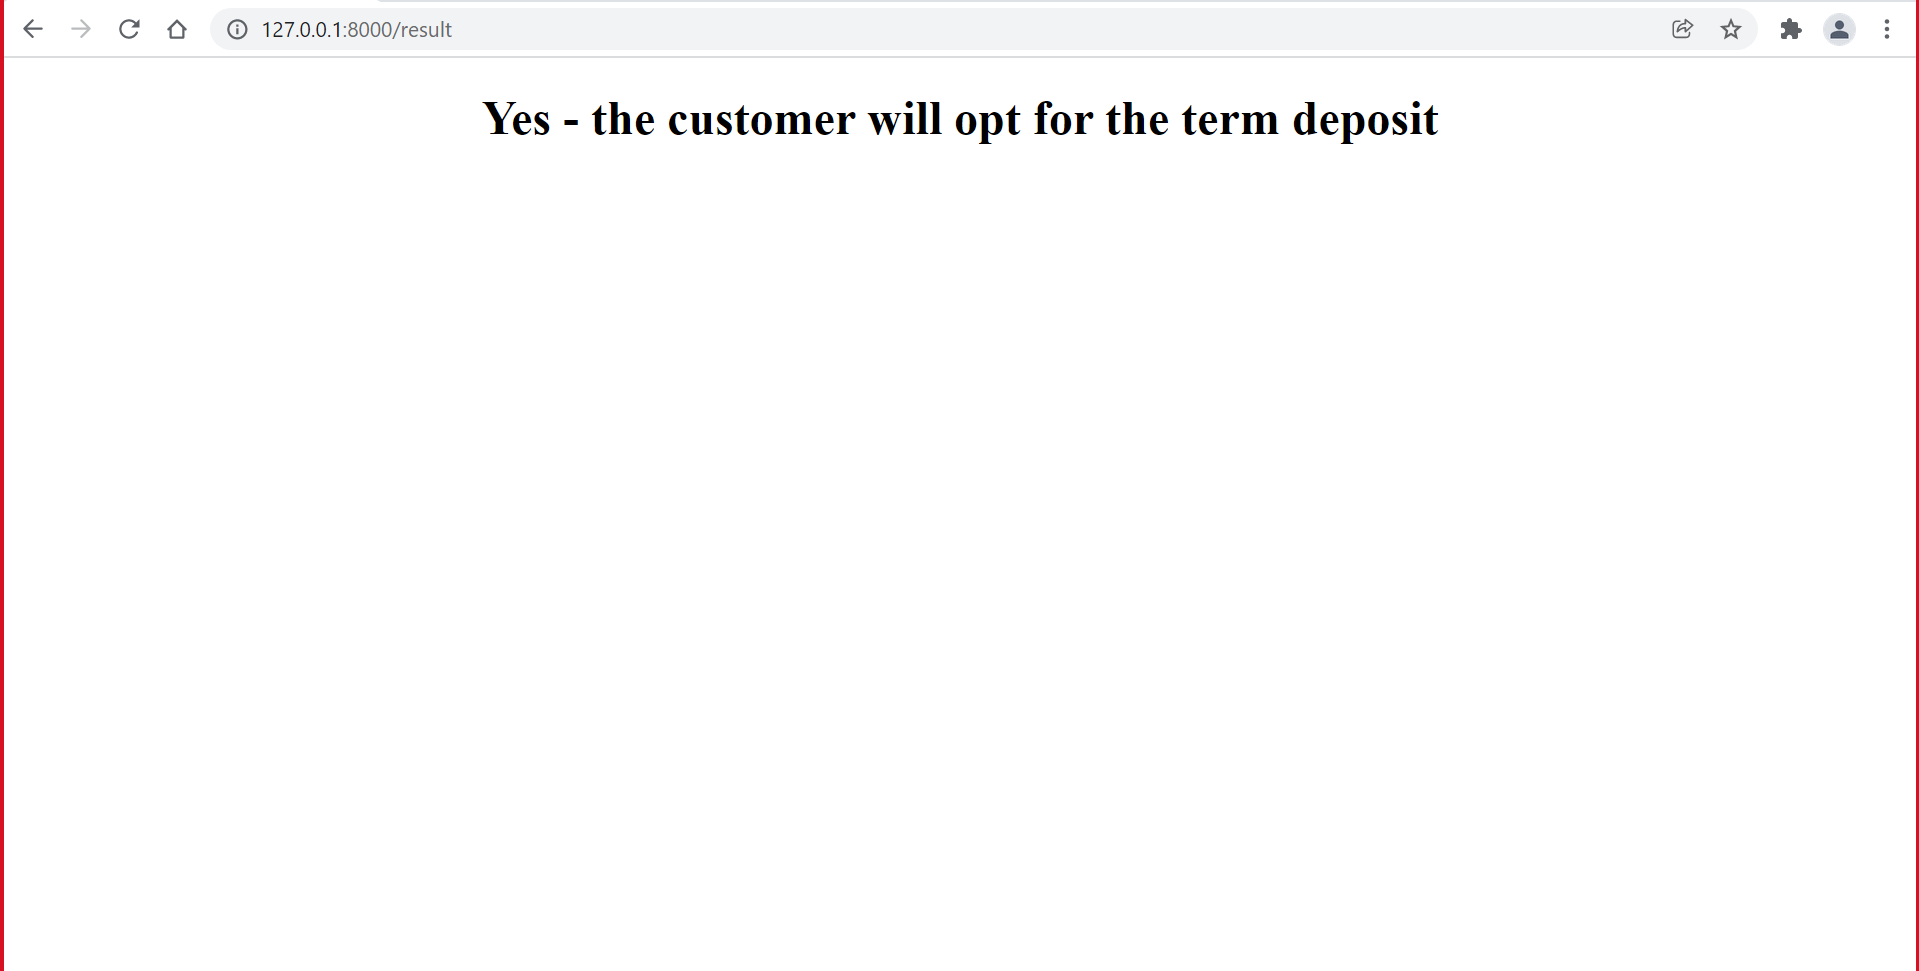 127.0.0.1:8000/result
Yes - the customer will opt for the term deposit